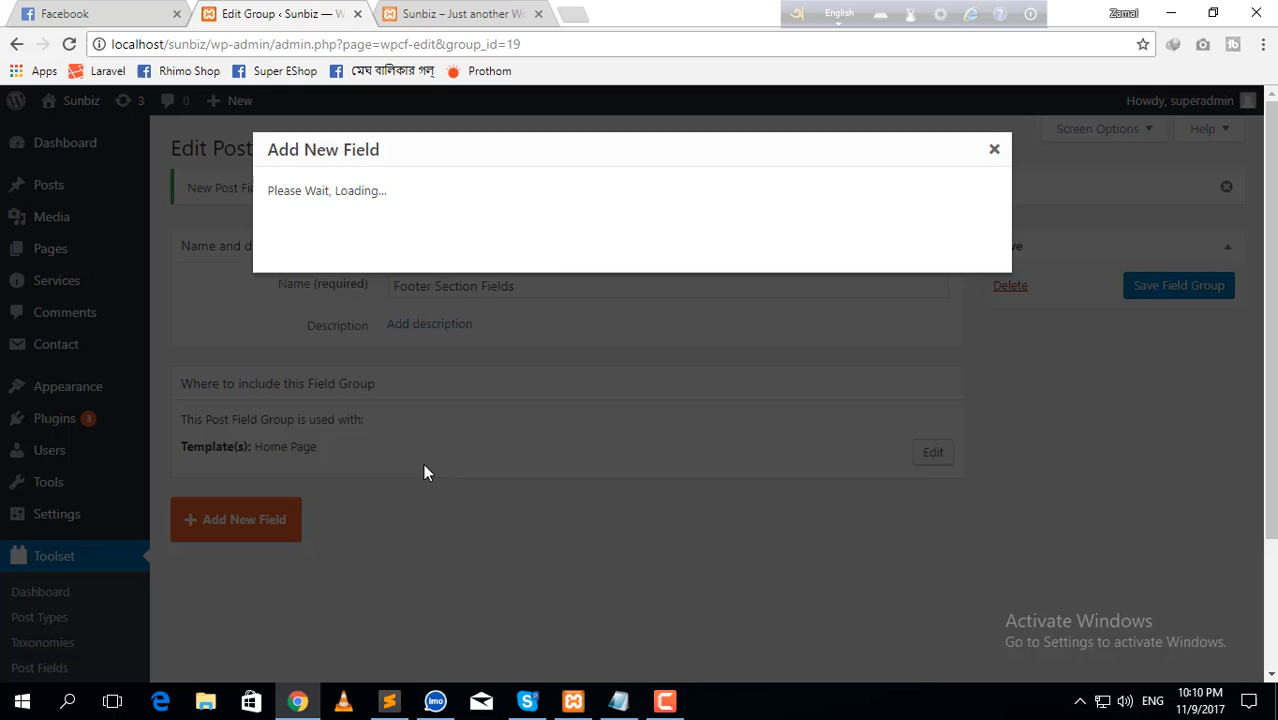 Facebook
Edit Group ‹ Sunbiz — W
Sunbiz – Just another Wo
English
Zamal
localhost/sunbiz/wp-admin/admin.php?page=wpcf-edit&group_id=19
Apps
Laravel
Rhimo Shop
Super EShop
মেঘ বালিকার গল্
Prothom
Sunbiz
3
0
New
Howdy, superadmin
Dashboard
Posts
Media
Pages
Services
Comments
Contact
Appearance
Plugins 3
Users
Tools
Settings
Toolset
Dashboard
Post Types
Taxonomies
Post Fields
Screen Options
Help
Edit Post
New Post Fi
Add New Field
Please Wait, Loading...
Name and d
Name (required)
Footer Section Fields
Description
Add description
Delete
Save Field Group
Where to include this Field Group
This Post Field Group is used with:
Template(s): Home Page
Edit
Add New Field
Activate Windows
Go to Settings to activate Windows.
ENG
10:10 PM
11/9/2017